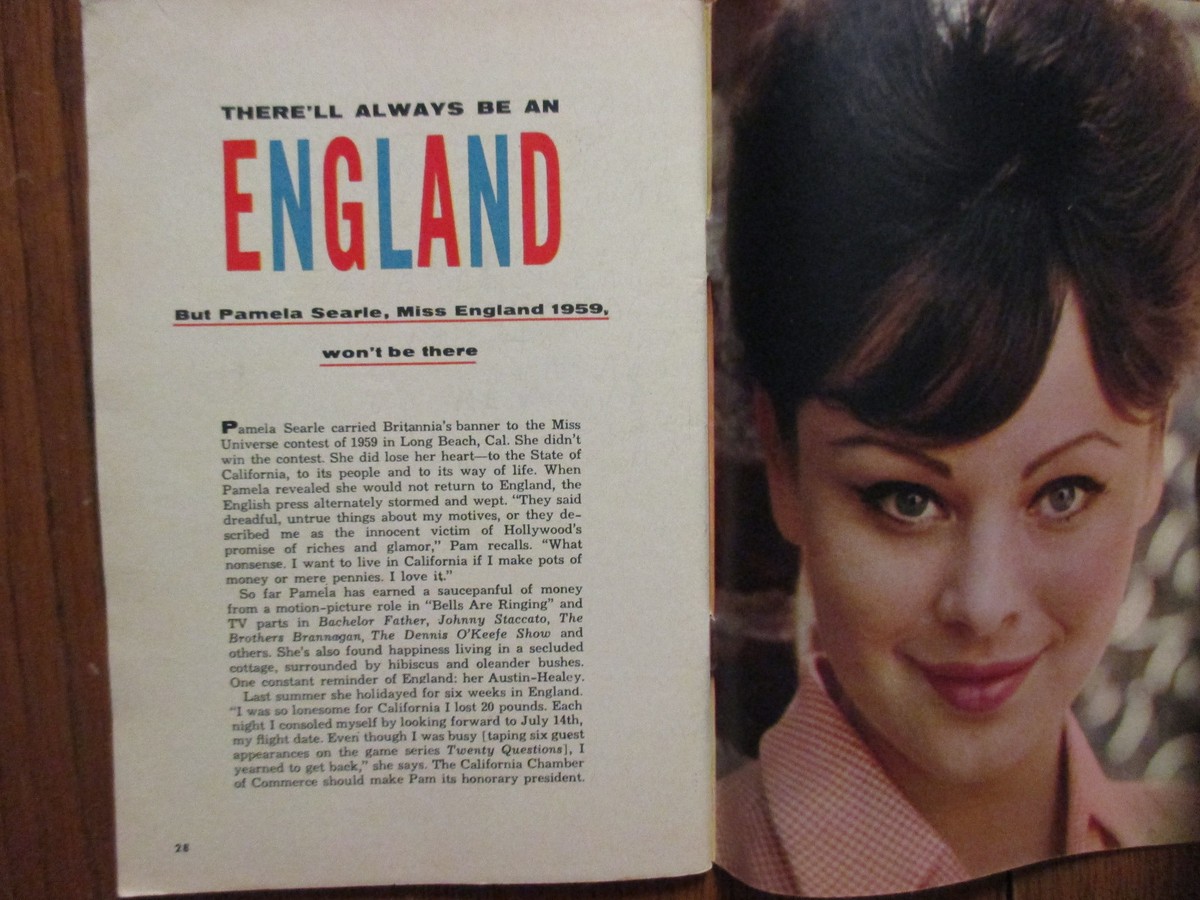 THERE'LL ALWAYS BE AN
ENGLAND
But Pamela Searle, Miss England 1959,
won't be there
Pamela Searle carried Britannia's banner to the Miss
Universe contest of 1959 in Long Beach, Cal. She didn't
win the contest. She did lose her heart—to the State of
California, to its people and to its way of life. When
Pamela revealed she would not return to England, the
English press alternately stormed and wept. "They said
dreadful, untrue things about my motives, or they de-
scribed me as the innocent victim of Hollywood's
promise of riches and glamor," Pam recalls. "What
nonsense. I want to live in California if I make pots of
money or mere pennies. I love it."
So far Pamela has earned a saucepanful of money
from a motion-picture role in "Bells Are Ringing" and
TV parts in Bachelor Father, Johnny Staccato, The
Brothers Brannagan, The Dennis O'Keefe Show and
others. She's also found happiness living in a secluded
cottage, surrounded by hibiscus and oleander bushes.
One constant reminder of England: her Austin-Healey.
Last summer she holidayed for six weeks in England.
"I was so lonesome for California I lost 20 pounds. Each
night I consoled myself by looking forward to July 14th,
my flight date. Even though I was busy [taping six guest
appearances on the game series Twenty Questions], I
yearned to get back," she says. The California Chamber
of Commerce should make Pam its honorary president.
28